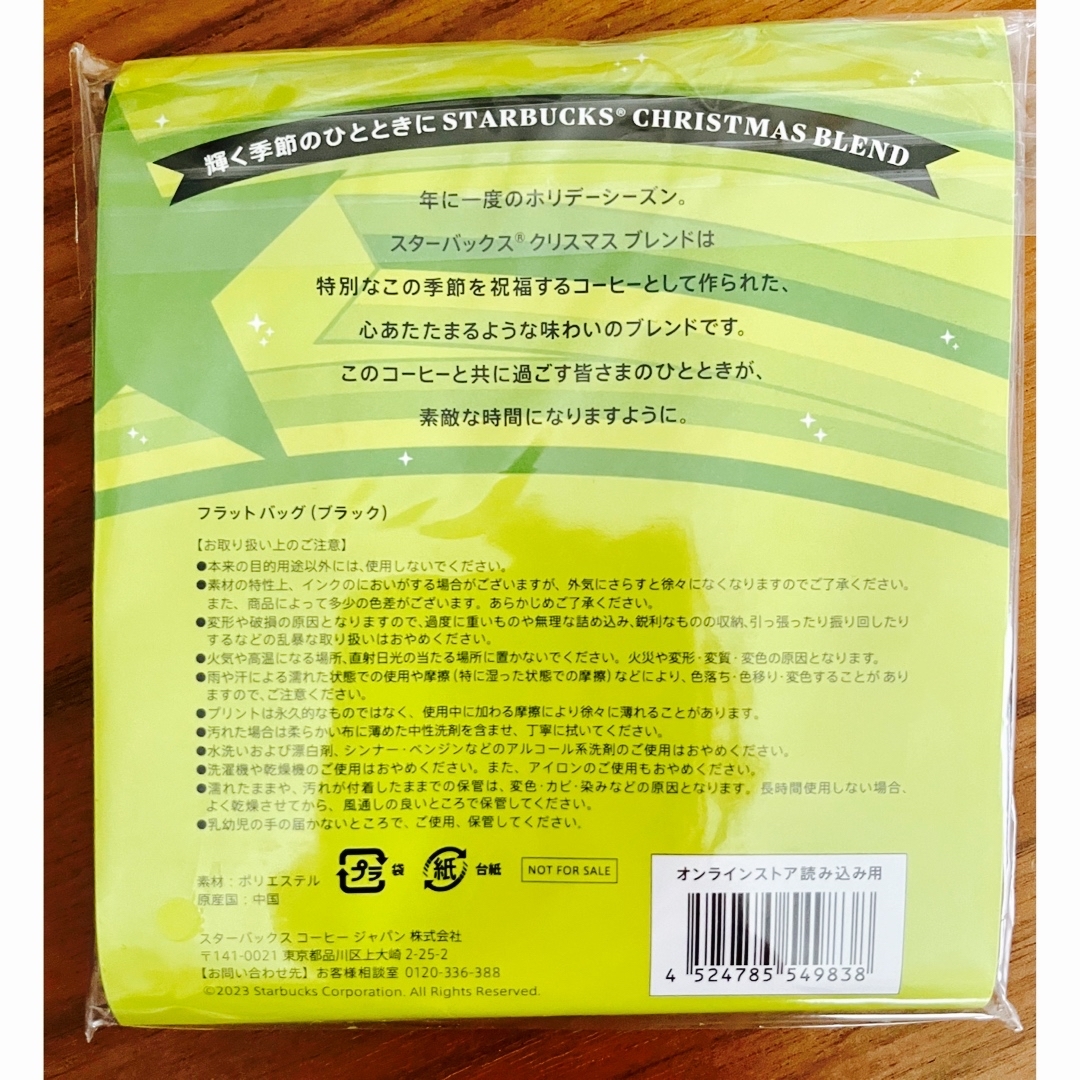 輝く季節のひとときに STARBUCKS® CHRISTMAS BLEND
年に一度のホリデーシーズン。
スターバックス® クリスマス ブレンドは
特別なこの季節を祝福するコーヒーとして作られた、
心あたたまるような味わいのブレンドです。
このコーヒーと共に過ごす皆さまのひとときが、
素敵な時間になりますように。
フラット バッグ（ブラック）
【お取り扱い上のご注意】
●本来の目的用途以外には、使用しないでください。
●素材の特性上、インクのにおいがする場合がございますが、外気にさらすと徐々になくなりますのでご了承ください。
また、商品によって多少の色差がございます。あらかじめご了承ください。
●変形や破損の原因となりますので、過度に重いものや無理な詰め込み、鋭利なものの収納、引っ張ったり振り回したり
するなどの乱暴な取り扱いはおやめください。
●火気や高温になる場所、直射日光の当たる場所に置かないでください。火災や変形・変質・変色の原因となります。
●雨や汗による濡れた状態での使用や摩擦（特に湿った状態での摩擦）などにより、色落ち・色移り・変色することがあり
ますので、ご注意ください。
●プリントは永久的なものではなく、使用中に加わる摩擦により徐々に薄れることがあります。
●汚れた場合は柔らかい布に薄めた中性洗剤を含ませ、丁寧に拭いてください。
●水洗いおよび漂白剤、シンナー・ベンジンなどのアルコール系洗剤のご使用はおやめください。
●洗濯機や乾燥機のご使用はおやめください。また、アイロンのご使用もおやめください。
●濡れたままや、汚れが付着したままでの保管は、変色・カビ・染みなどの原因となります。長時間使用しない場合、
よく乾燥させてから、風通しの良いところで保管してください。
●乳幼児の手の届かないところで、ご使用、保管してください。
素材：ポリエステル
原産国：中国
プラ 袋 紙 台紙 NOT FOR SALE
オンラインストア読み込み用
4 524785 549838
スターバックス コーヒー ジャパン 株式会社
〒141-0021 東京都品川区上大崎 2-25-2
【お問い合わせ先】お客様相談室 0120-336-388
©2023 Starbucks Corporation. All Rights Reserved.